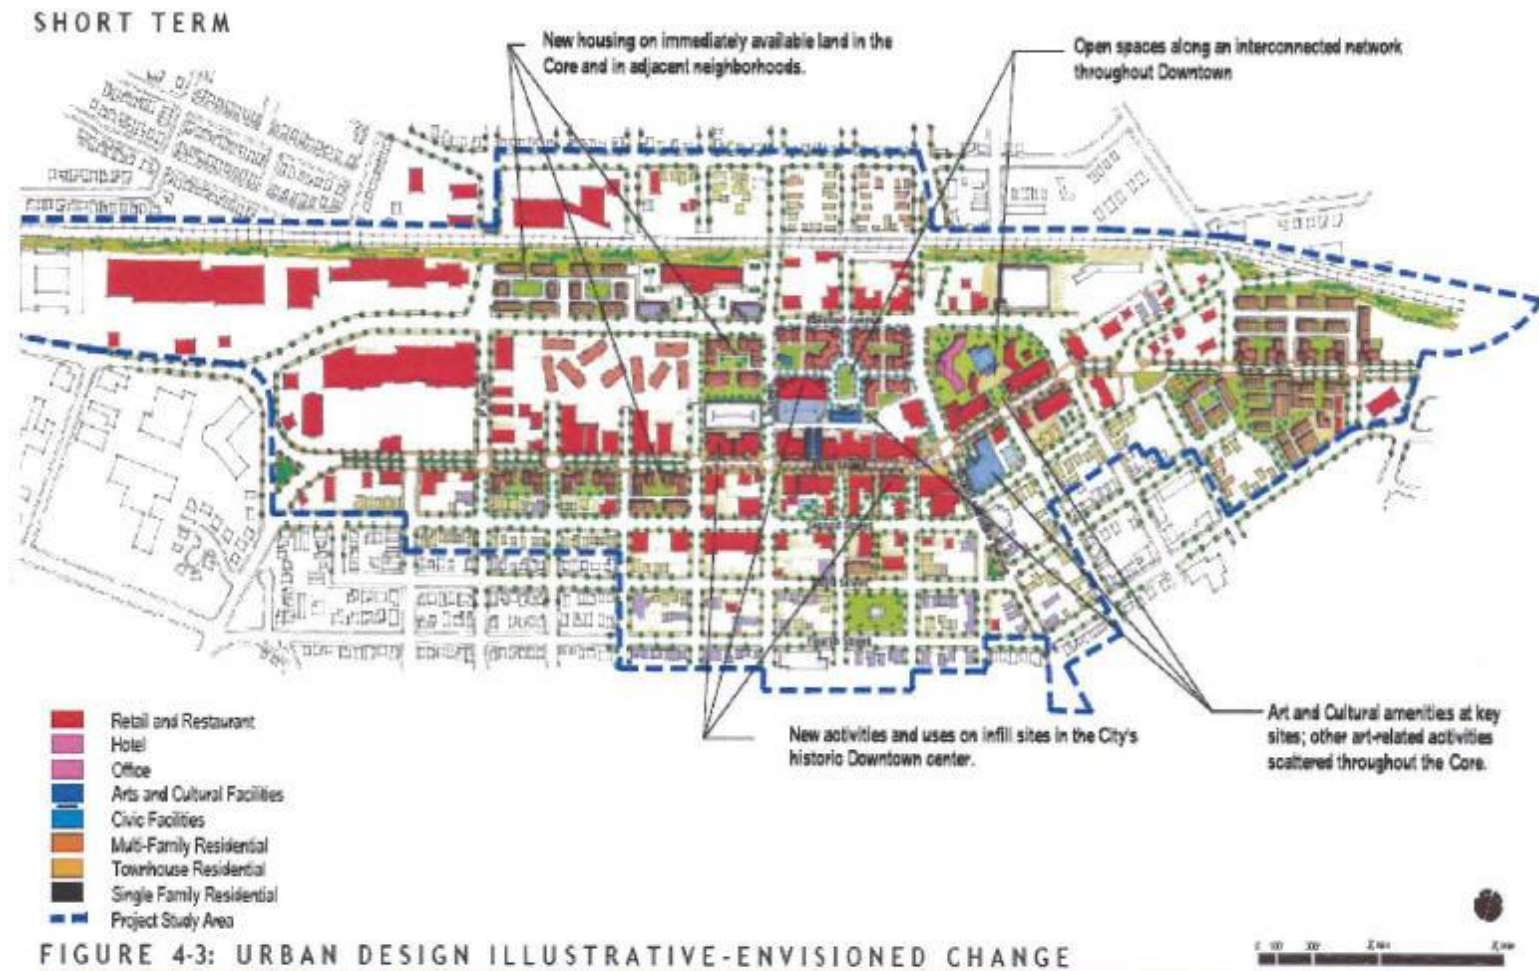 SHORT TERM
New housing on immediately available land in the
Core and in adjacent neighborhoods.
Open spaces along an interconnected network
throughout Downtown
New activities and uses on infill sites in the City's
historic Downtown center.
Art and Cultural amenities at key
sites; other art-related activities
scattered throughout the Core.
Retail and Restaurant
Hotel
Office
Arts and Cultural Facilities
Civic Facilities
Multi-Family Residential
Townhouse Residential
Single Family Residential
Project Study Area
FIGURE 4-3: URBAN DESIGN ILLUSTRATIVE-ENVISIONED CHANGE